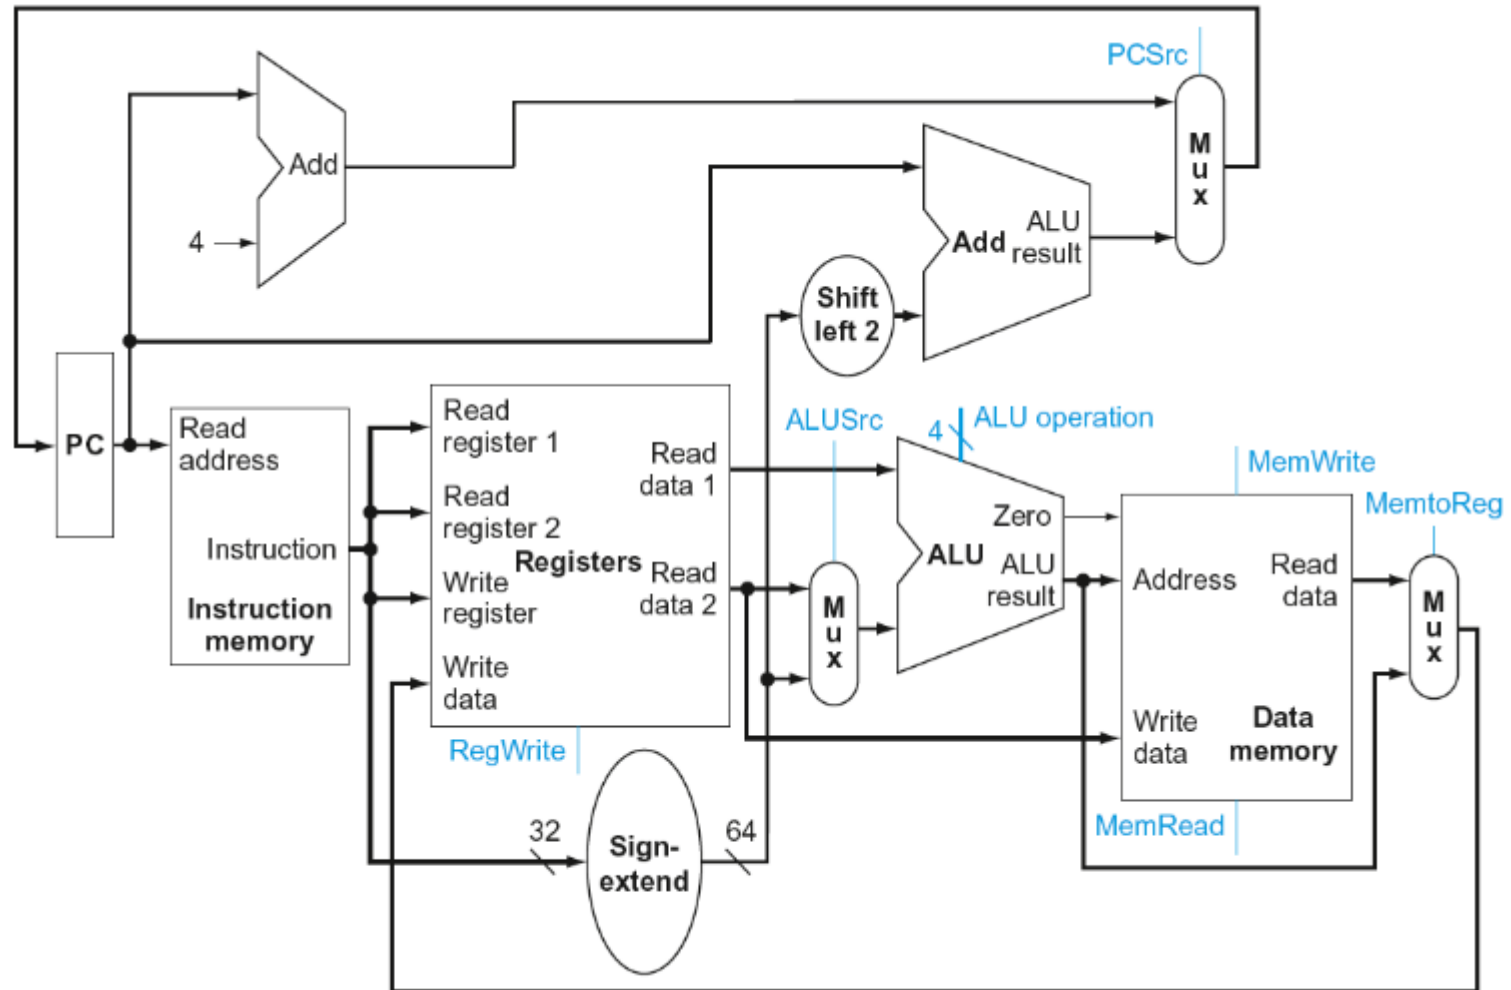 PCSrc
Add
4
M
u
x
Add
ALU
result
Shift
left 2
PC
Read
address
Instruction
Instruction
memory
Read
register 1
Read
register 2
Write
register
Write
data
Registers
Read
data 1
Read
data 2
RegWrite
32
Sign-
extend
64
ALUSrc
M
u
x
4
ALU operation
Zero
ALU
ALU
result
MemWrite
Address
Read
data
Write
data
Data
memory
MemRead
MemtoReg
M
u
x